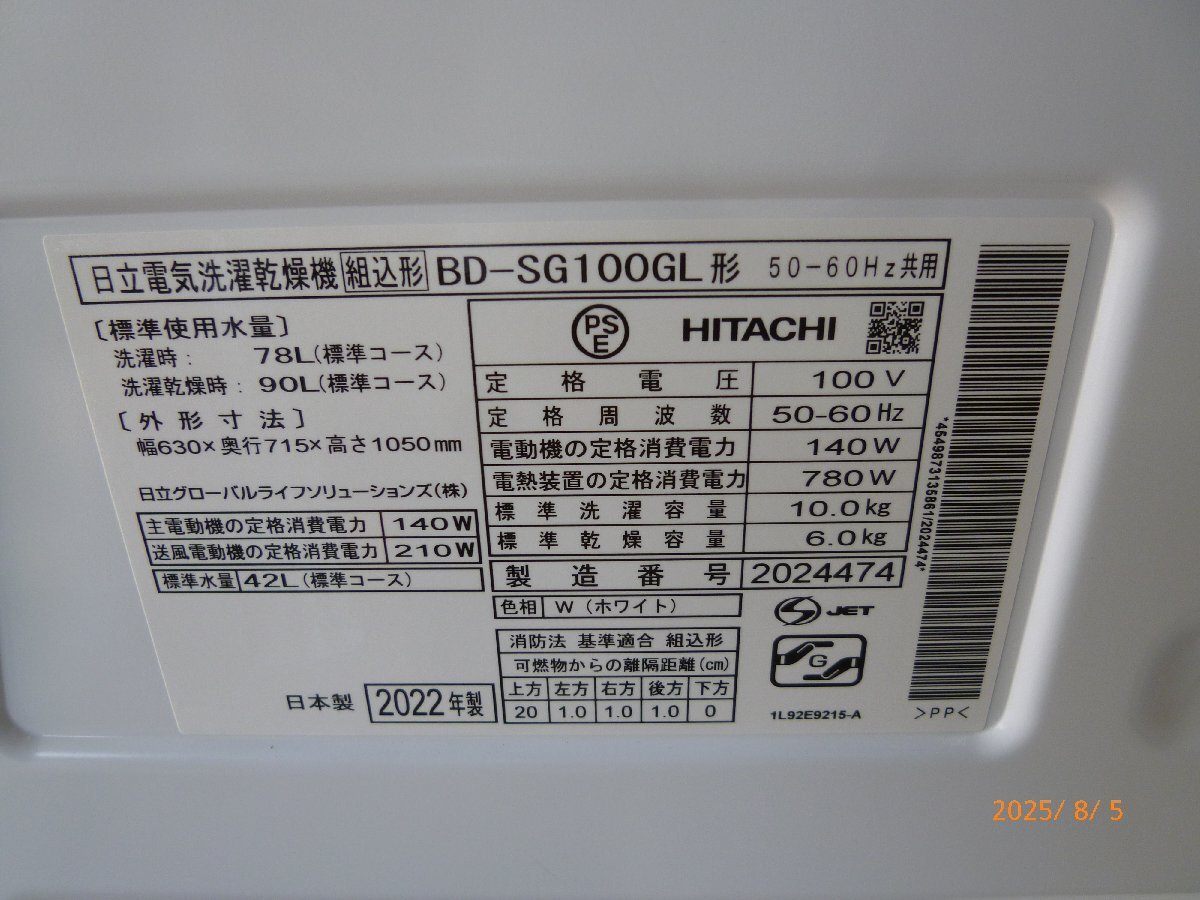 日立電気洗濯乾燥機 組込形 BD-SG100GL形 50-60Hz共用
〔標準使用水量〕
洗濯時： 78L(標準コース)
洗濯乾燥時： 90L(標準コース)
〔外形寸法〕
幅630×奥行715×高さ1050mm
日立グローバルライフソリューションズ(株)
主電動機の定格消費電力 140W
送風電動機の定格消費電力 210W
標準水量 42L(標準コース)
日本製 2022年製
PSE HITACHI
定格電圧 100V
定格周波数 50-60Hz
電動機の定格消費電力 140W
電熱装置の定格消費電力 780W
標準洗濯容量 10.0kg
標準乾燥容量 6.0kg
製造番号 2024474
色相 W（ホワイト）
消防法 基準適合 組込形
可燃物からの離隔距離(cm)
上方 左方 右方 後方 下方
20 1.0 1.0 1.0 0
S JET
G
1L92E9215-A
*4549873135861/2024474*
>PP<
2025/ 8/ 5